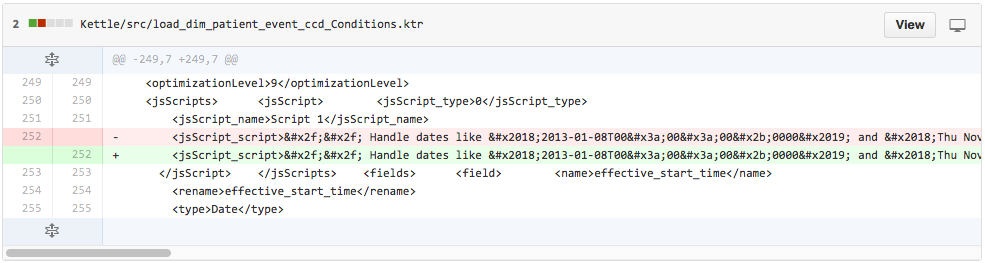 2 Kettle/src/load_dim_patient_event_ccd_Conditions.ktr View
@@ -249,7 +249,7 @@
249 249 <optimizationLevel>9</optimizationLevel>
250 250 <jsScripts> <jsScript> <jsScript_type>0</jsScript_type>
251 251 <jsScript_name>Script 1</jsScript_name>
252 - <jsScript_script>&#x2f;&#x2f; Handle dates like &#x2018;2013-01-08T00&#x3a;00&#x3a;00&#x2b;0000&#x2019; and &#x2018;Thu Nov
252 + <jsScript_script>&#x2f;&#x2f; Handle dates like &#x2018;2013-01-08T00&#x3a;00&#x3a;00&#x2b;0000&#x2019; and &#x2018;Thu Nov
253 253 </jsScript> </jsScripts> <fields> <field> <name>effective_start_time</name>
254 254 <rename>effective_start_time</rename>
255 255 <type>Date</type>